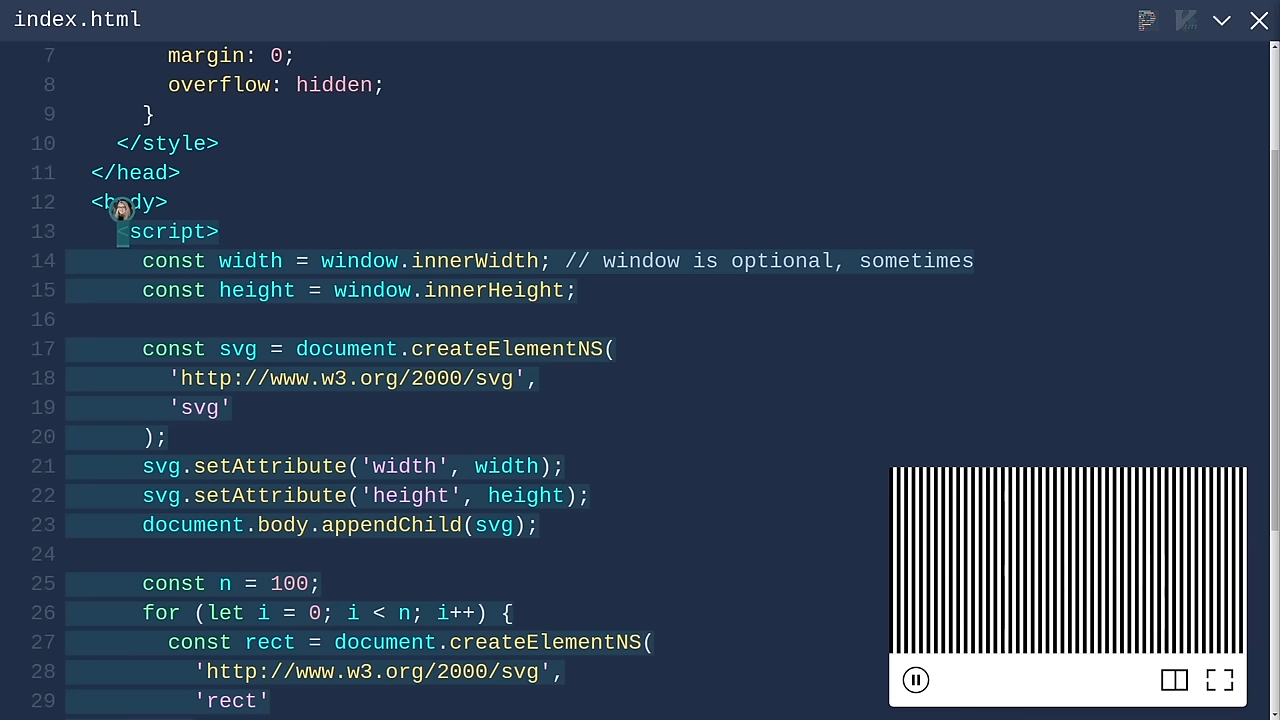 index.html
7 margin: 0;
8 overflow: hidden;
9 }
10 </style>
11 </head>
12 <body>
13 <script>
14 const width = window.innerWidth; // window is optional, sometimes
15 const height = window.innerHeight;
16
17 const svg = document.createElementNS(
18 'http://www.w3.org/2000/svg',
19 'svg'
20 );
21 svg.setAttribute('width', width);
22 svg.setAttribute('height', height);
23 document.body.appendChild(svg);
24
25 const n = 100;
26 for (let i = 0; i < n; i++) {
27 const rect = document.createElementNS(
28 'http://www.w3.org/2000/svg',
29 'rect'